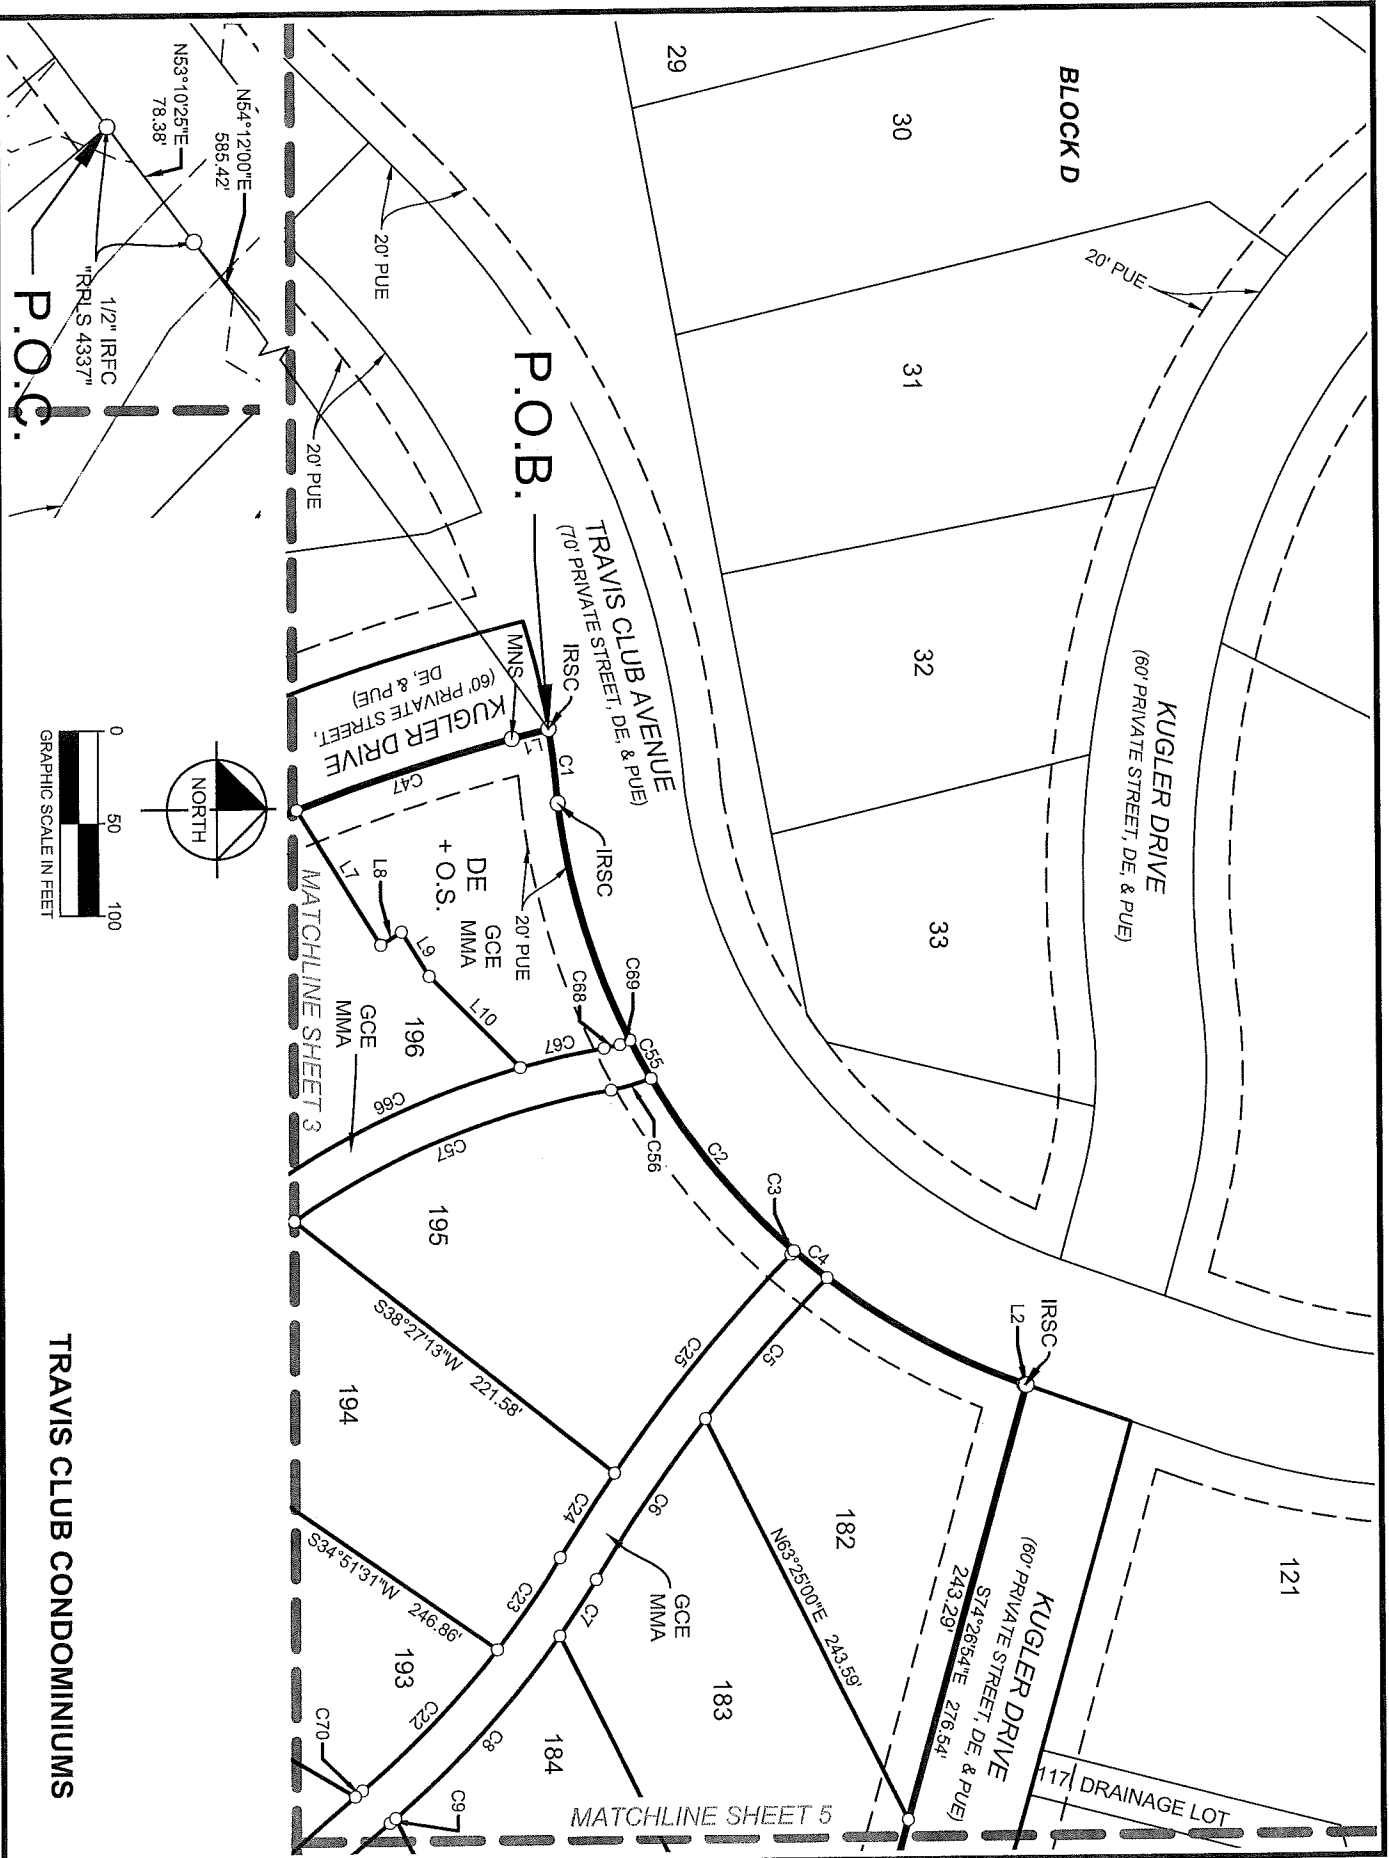 BLOCK D
29
30
31
32
33
20' PUE
KUGLER DRIVE
(60' PRIVATE STREET, DE, & PUE)
121
117 DRAINAGE LOT
KUGLER DRIVE
(60' PRIVATE STREET, DE, & PUE)
S74°26'54"E 276.54'
243.29'
IRSC
L2
182
N63°25'00"E 243.59'
183
184
MATCHLINE SHEET 5
TRAVIS CLUB AVENUE
(70' PRIVATE STREET, DE, & PUE)
P.O.B.
IRSC
MNS
L1
C1
IRSC
KUGLER DRIVE
(60' PRIVATE STREET,
DE, & PUE)
C47
20' PUE
DE
+ O.S.
GCE
MMA
L7
L8
L9
L10
C69
C68
C67
C55
C56
C66
C57
C2
C3
C4
C5
C25
C6
C24
C7
C23
C8
C22
C9
C70
GCE
MMA
196
GCE
MMA
195
S38°27'13"W 221.58'
194
S34°51'31"W 246.86'
193
MATCHLINE SHEET 3
20' PUE
20' PUE
N54°12'00"E
585.42'
N53°10'25"E
78.38'
1/2" IRFC
"RPLS 4337"
P.O.C.
NORTH
0 50 100
GRAPHIC SCALE IN FEET
TRAVIS CLUB CONDOMINIUMS